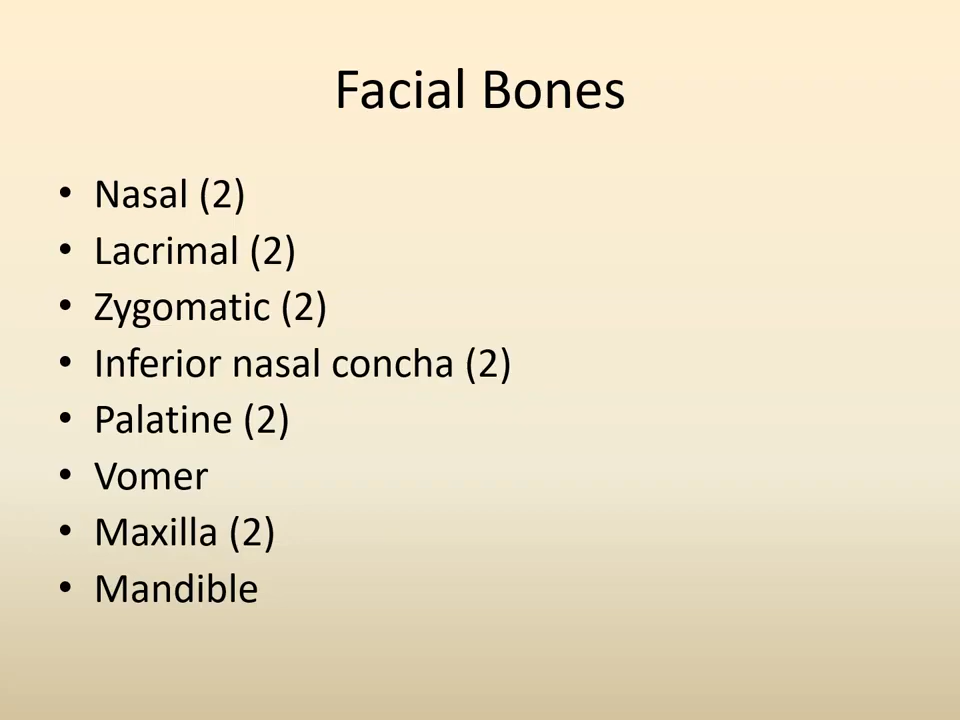 Facial Bones
• Nasal (2)
• Lacrimal (2)
• Zygomatic (2)
• Inferior nasal concha (2)
• Palatine (2)
• Vomer
• Maxilla (2)
• Mandible